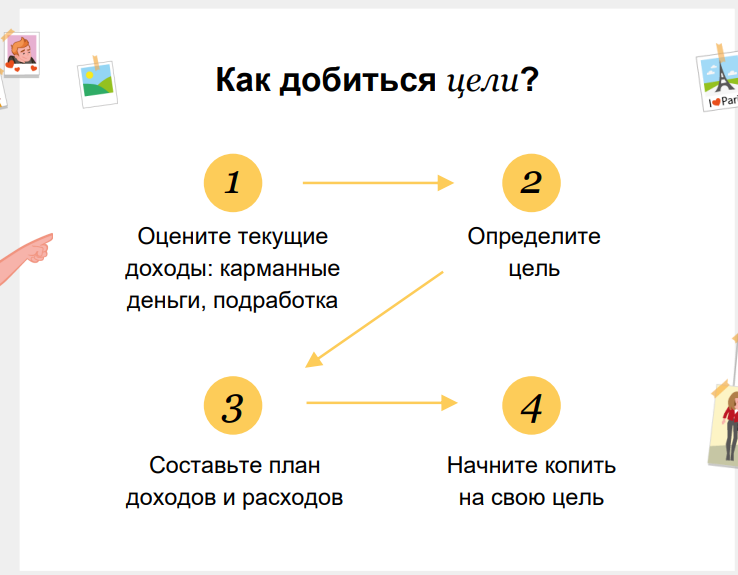 Как добиться цели?
I❤Pari
1
2
Оцените текущие
доходы: карманные
деньги, подработка
Определите
цель
3
4
Составьте план
доходов и расходов
Начните копить
на свою цель